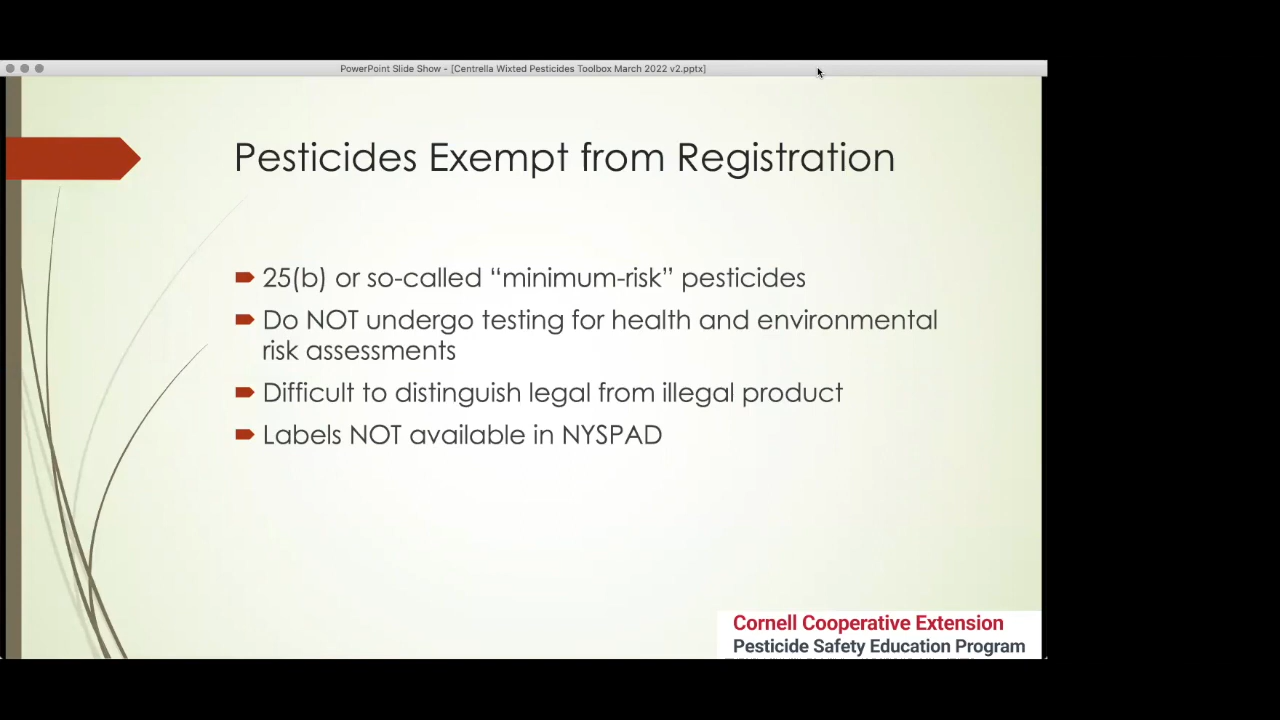 PowerPoint Slide Show - [Centrella Wixted Pesticides Toolbox March 2022 v2.pptx]
Pesticides Exempt from Registration
25(b) or so-called “minimum-risk” pesticides
Do NOT undergo testing for health and environmental
risk assessments
Difficult to distinguish legal from illegal product
Labels NOT available in NYSPAD
Cornell Cooperative Extension
Pesticide Safety Education Program